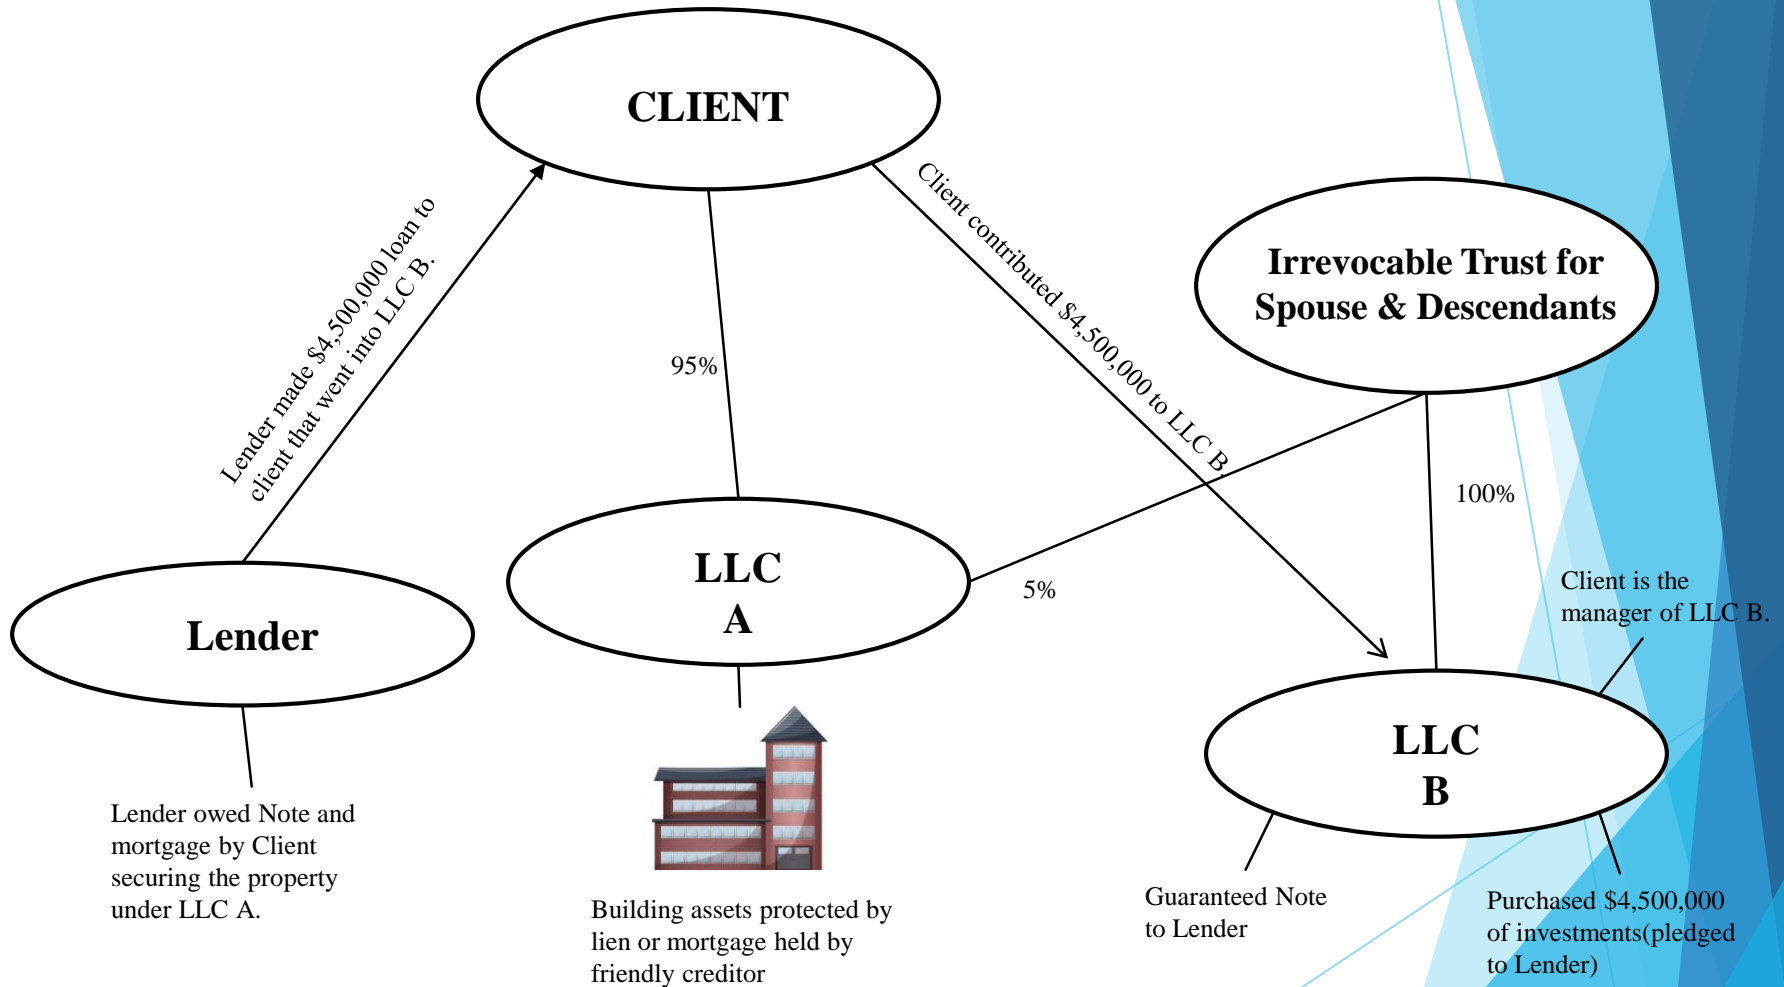 CLIENT
Lender made $4,500,000 loan to
client that went into LLC B.
Client contributed $4,500,000 to LLC B.
Irrevocable Trust for
Spouse & Descendants
95%
100%
5%
Lender
LLC
A
Client is the
manager of LLC B.
LLC
B
Lender owed Note and
mortgage by Client
securing the property
under LLC A.
Building assets protected by
lien or mortgage held by
friendly creditor
Guaranteed Note
to Lender
Purchased $4,500,000
of investments(pledged
to Lender)